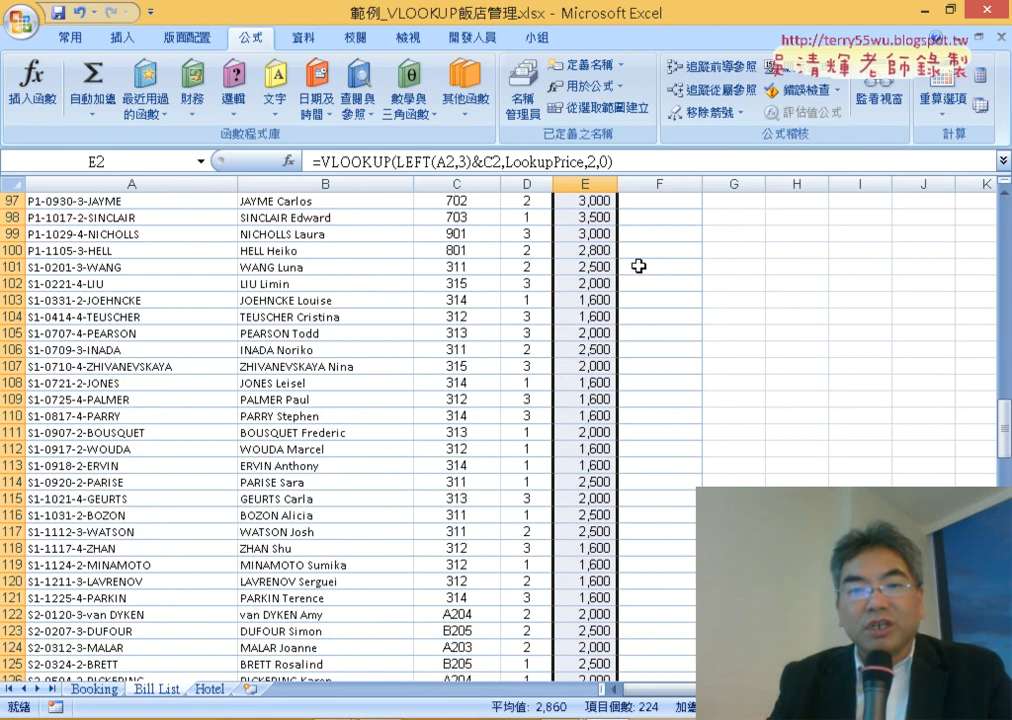 範例_VLOOKUP飯店管理.xlsx - Microsoft Excel
http://terry55wu.blogspot.tw
吳清輝老師錄製
常用 插入 版面配置 公式 資料 校閱 檢視 開發人員 小組
插入函數 自動加總 最近用過的函數 財務 邏輯 文字 日期及時間 查閱與參照 數學與三角函數 其他函數
函數程式庫
名稱管理員 定義名稱 用於公式 從選取範圍建立
已定義之名稱
追蹤前導參照 追蹤從屬參照 移除箭號 錯誤檢查 評估值公式 監看視窗
公式稽核
重算選項
計算
E2 fx =VLOOKUP(LEFT(A2,3)&C2,LookupPrice,2,0)
A B C D E F G H I J K
97 P1-0930-3-JAYME JAYME Carlos 702 2 3,000
98 P1-1017-2-SINCLAIR SINCLAIR Edward 703 1 3,500
99 P1-1029-4-NICHOLLS NICHOLLS Laura 901 3 3,000
100 P1-1105-3-HELL HELL Heiko 801 2 2,800
101 S1-0201-3-WANG WANG Luna 311 2 2,500
102 S1-0221-4-LIU LIU Limin 315 3 2,000
103 S1-0331-2-JOEHNCKE JOEHNCKE Louise 314 1 1,600
104 S1-0414-4-TEUSCHER TEUSCHER Cristina 312 3 1,600
105 S1-0707-4-PEARSON PEARSON Todd 313 3 2,000
106 S1-0709-3-INADA INADA Noriko 311 2 2,500
107 S1-0710-4-ZHIVANEVSKAYA ZHIVANEVSKAYA Nina 315 3 2,000
108 S1-0721-2-JONES JONES Leisel 314 1 1,600
109 S1-0725-4-PALMER PALMER Paul 312 3 1,600
110 S1-0817-4-PARRY PARRY Stephen 314 3 1,600
111 S1-0907-2-BOUSQUET BOUSQUET Frederic 313 1 2,000
112 S1-0917-2-WOUDA WOUDA Marcel 312 1 1,600
113 S1-0918-2-ERVIN ERVIN Anthony 314 1 1,600
114 S1-0920-2-PARISE PARISE Sara 311 1 2,500
115 S1-1021-4-GEURTS GEURTS Carla 313 3 2,000
116 S1-1031-2-BOZON BOZON Alicia 311 1 2,500
117 S1-1112-3-WATSON WATSON Josh 311 2 2,500
118 S1-1117-4-ZHAN ZHAN Shu 312 3 1,600
119 S1-1124-2-MINAMOTO MINAMOTO Sumika 312 1 1,600
120 S1-1211-3-LAVRENOV LAVRENOV Serguei 312 2 1,600
121 S1-1225-4-PARKIN PARKIN Terence 314 3 1,600
122 S2-0120-3-van DYKEN van DYKEN Amy A204 2 2,000
123 S2-0207-3-DUFOUR DUFOUR Simon B205 2 2,500
124 S2-0312-3-MALAR MALAR Joanne A203 2 2,000
125 S2-0324-2-BRETT BRETT Rosalind B205 1 2,500
Booking Bill List Hotel
就緒 平均值: 2,860 項目個數: 224